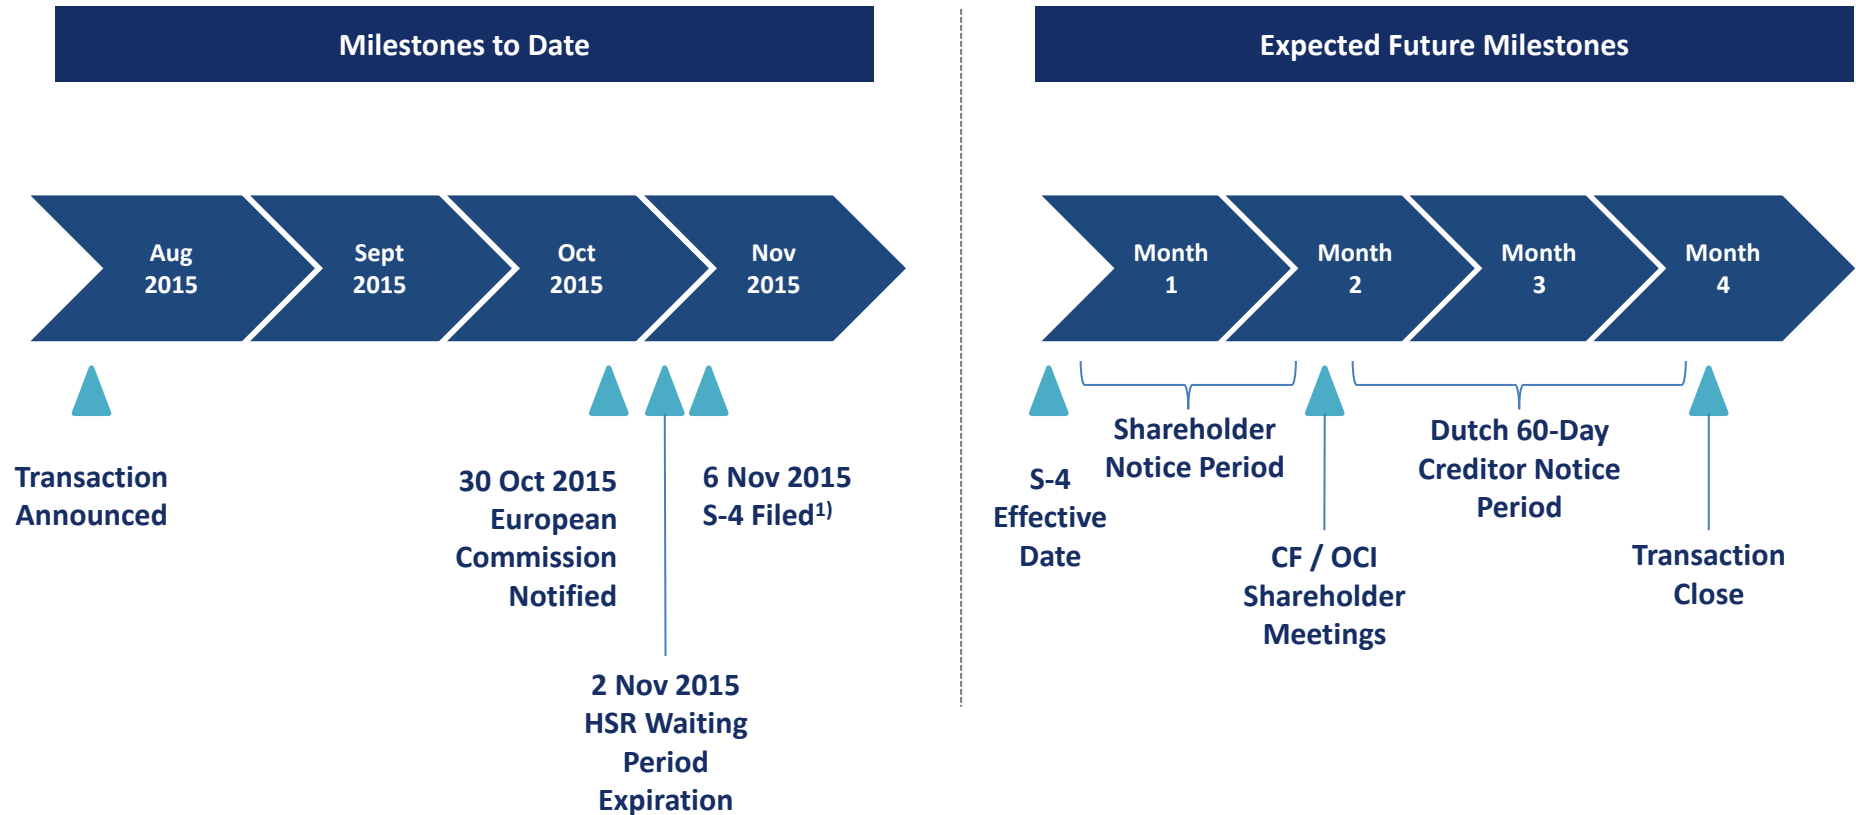 Milestones to Date
Aug
2015
Sept
2015
Oct
2015
Nov
2015
Transaction
Announced
30 Oct 2015
European
Commission
Notified
2 Nov 2015
HSR Waiting
Period
Expiration
6 Nov 2015
S-4 Filed¹⁾
Expected Future Milestones
Month
1
Month
2
Month
3
Month
4
S-4
Effective
Date
Shareholder
Notice Period
CF / OCI
Shareholder
Meetings
Dutch 60-Day
Creditor Notice
Period
Transaction
Close